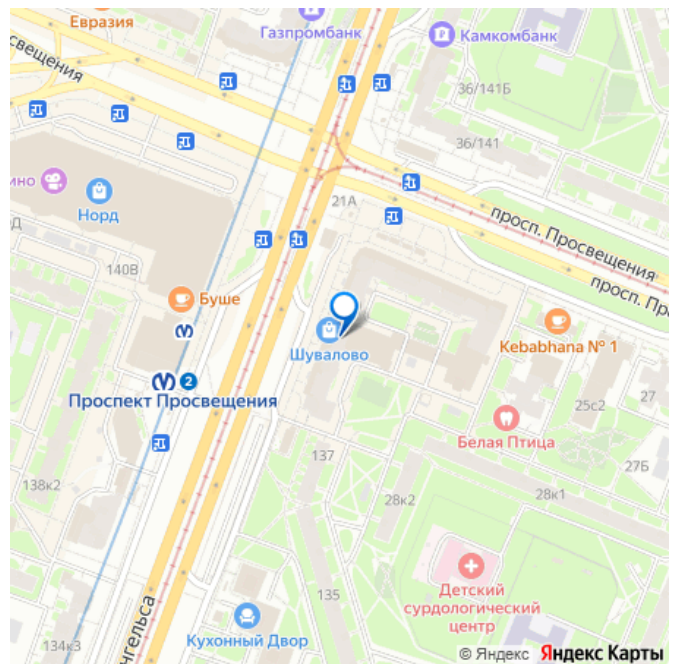 Евразия
Газпромбанк
Камкомбанк
свещения
36/141Б
36/141
ино
Норд
21А
просп. Просвещения
просп. Пр
140В
Буше
Шувалово
Kebabhana № 1
2
Проспект Просвещения
25с2
27
Белая Птица
137
27Б
138к2
28к2
28к1
135
Детский
сурдологический
центр
нгельса
Кухонный Двор
134к3
© Яндекс Яндекс Карты